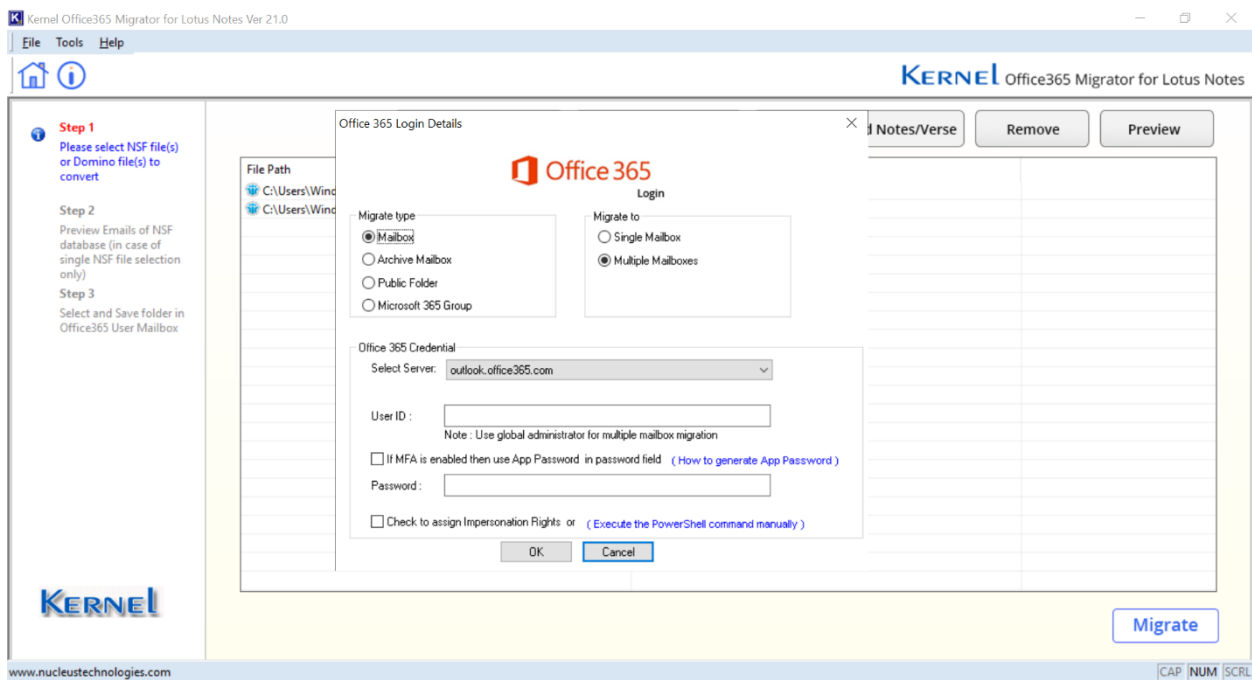 Kernel Office365 Migrator for Lotus Notes Ver 21.0
File Tools Help
KERNEL Office365 Migrator for Lotus Notes
Step 1
Please select NSF file(s)
or Domino file(s) to
convert
Step 2
Preview Emails of NSF
database (in case of
single NSF file selection
only)
Step 3
Select and Save folder in
Office365 User Mailbox
KERNEL
Notes/Verse
Remove
Preview
File Path
C:\Users\Wind
C:\Users\Wind
Office 365 Login Details
Office 365
Login
Migrate type
Mailbox
Archive Mailbox
Public Folder
Microsoft 365 Group
Migrate to
Single Mailbox
Multiple Mailboxes
Office 365 Credential
Select Server: outlook.office365.com
User ID :
Note : Use global administrator for multiple mailbox migration
If MFA is enabled then use App Password in password field ( How to generate App Password )
Password :
Check to assign Impersonation Rights or ( Execute the PowerShell command manually )
OK
Cancel
Migrate
www.nucleustechnologies.com
CAP NUM SCRL